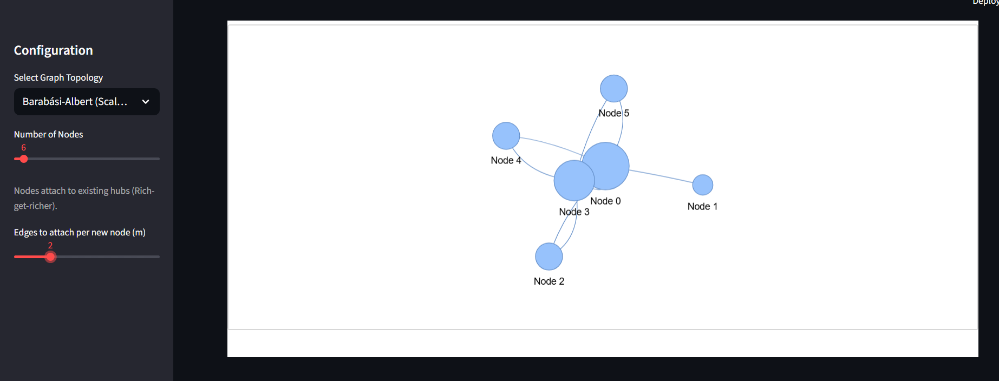 Deploy
Configuration
Select Graph Topology
Barabási-Albert (Scal...
Number of Nodes
6
Nodes attach to existing hubs (Rich-
get-richer).
Edges to attach per new node (m)
2
Node 5
Node 4
Node 0
Node 1
Node 3
Node 2